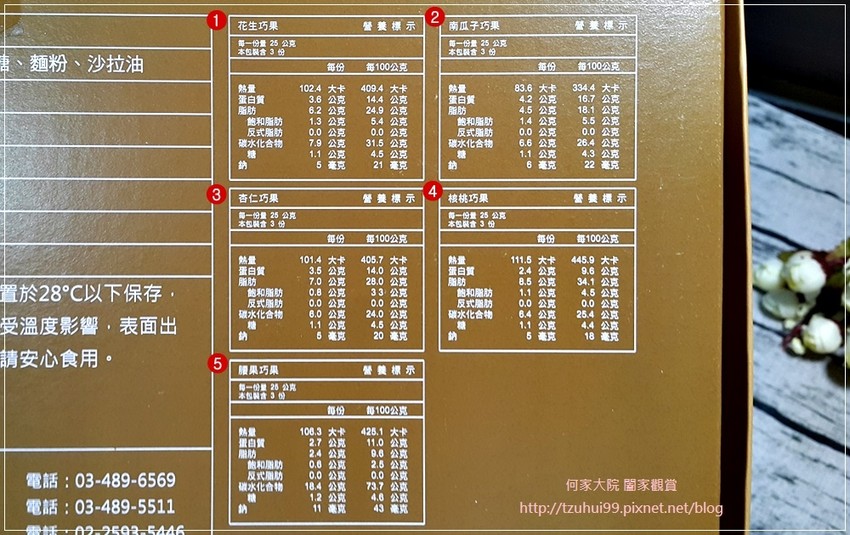 糖、麵粉、沙拉油
置於28°C以下保存，
受溫度影響，表面出
請安心食用。
電話：03-489-6569
電話：03-489-5511
電話：02-2593-5446
1
花生巧果 營養標示
每一份量 25 公克
本包裝含 3 份
每份 每100公克
熱量 102.4 大卡 409.4 大卡
蛋白質 3.6 公克 14.4 公克
脂肪 6.2 公克 24.9 公克
飽和脂肪 1.3 公克 5.4 公克
反式脂肪 0.0 公克 0.0 公克
碳水化合物 7.9 公克 31.5 公克
糖 1.1 公克 4.5 公克
鈉 5 毫克 21 毫克
2
南瓜子巧果 營養標示
每一份量 25 公克
本包裝含 3 份
每份 每100公克
熱量 83.6 大卡 334.4 大卡
蛋白質 4.2 公克 16.7 公克
脂肪 4.5 公克 18.1 公克
飽和脂肪 1.4 公克 5.5 公克
反式脂肪 0.0 公克 0.0 公克
碳水化合物 6.6 公克 26.4 公克
糖 1.1 公克 4.3 公克
鈉 6 毫克 22 毫克
3
杏仁巧果 營養標示
每一份量 25 公克
本包裝含 3 份
每份 每100公克
熱量 101.4 大卡 405.7 大卡
蛋白質 3.5 公克 14.0 公克
脂肪 7.0 公克 28.0 公克
飽和脂肪 0.8 公克 3.3 公克
反式脂肪 0.0 公克 0.0 公克
碳水化合物 6.0 公克 24.0 公克
糖 1.1 公克 4.5 公克
鈉 5 毫克 20 毫克
4
核桃巧果 營養標示
每一份量 25 公克
本包裝含 3 份
每份 每100公克
熱量 111.5 大卡 445.9 大卡
蛋白質 2.4 公克 9.6 公克
脂肪 8.5 公克 34.1 公克
飽和脂肪 1.1 公克 4.5 公克
反式脂肪 0.0 公克 0.0 公克
碳水化合物 6.4 公克 25.4 公克
糖 1.1 公克 4.4 公克
鈉 5 毫克 18 毫克
5
腰果巧果 營養標示
每一份量 25 公克
本包裝含 3 份
每份 每100公克
熱量 106.3 大卡 425.1 大卡
蛋白質 2.7 公克 11.0 公克
脂肪 2.4 公克 9.6 公克
飽和脂肪 0.6 公克 2.5 公克
反式脂肪 0.0 公克 0.0 公克
碳水化合物 18.4 公克 73.7 公克
糖 1.2 公克 4.6 公克
鈉 11 毫克 43 毫克
何家大院 闔家觀賞
http://tzuhui99.pixnet.net/blog